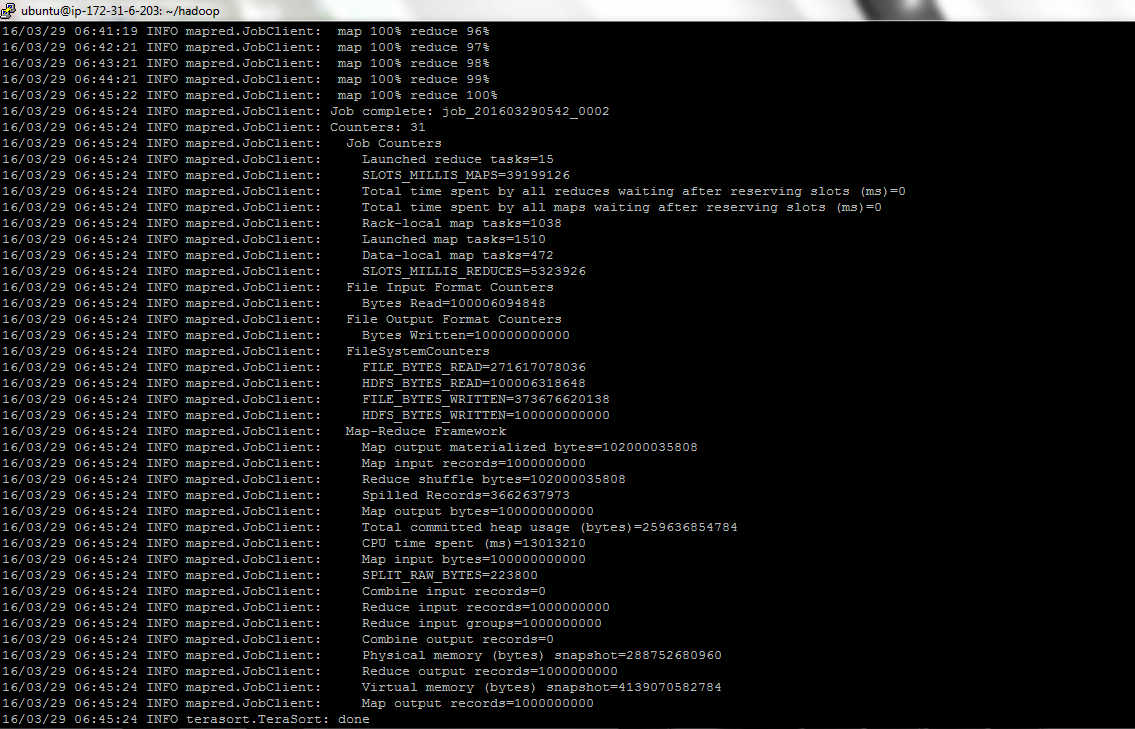 ubuntu@ip-172-31-6-203: ~/hadoop
16/03/29 06:41:19 INFO mapred.JobClient:  map 100% reduce 96%
16/03/29 06:42:21 INFO mapred.JobClient:  map 100% reduce 97%
16/03/29 06:43:21 INFO mapred.JobClient:  map 100% reduce 98%
16/03/29 06:44:21 INFO mapred.JobClient:  map 100% reduce 99%
16/03/29 06:45:22 INFO mapred.JobClient:  map 100% reduce 100%
16/03/29 06:45:24 INFO mapred.JobClient: Job complete: job_201603290542_0002
16/03/29 06:45:24 INFO mapred.JobClient: Counters: 31
16/03/29 06:45:24 INFO mapred.JobClient:   Job Counters
16/03/29 06:45:24 INFO mapred.JobClient:     Launched reduce tasks=15
16/03/29 06:45:24 INFO mapred.JobClient:     SLOTS_MILLIS_MAPS=39199126
16/03/29 06:45:24 INFO mapred.JobClient:     Total time spent by all reduces waiting after reserving slots (ms)=0
16/03/29 06:45:24 INFO mapred.JobClient:     Total time spent by all maps waiting after reserving slots (ms)=0
16/03/29 06:45:24 INFO mapred.JobClient:     Rack-local map tasks=1038
16/03/29 06:45:24 INFO mapred.JobClient:     Launched map tasks=1510
16/03/29 06:45:24 INFO mapred.JobClient:     Data-local map tasks=472
16/03/29 06:45:24 INFO mapred.JobClient:     SLOTS_MILLIS_REDUCES=5323926
16/03/29 06:45:24 INFO mapred.JobClient:   File Input Format Counters
16/03/29 06:45:24 INFO mapred.JobClient:     Bytes Read=100006094848
16/03/29 06:45:24 INFO mapred.JobClient:   File Output Format Counters
16/03/29 06:45:24 INFO mapred.JobClient:     Bytes Written=100000000000
16/03/29 06:45:24 INFO mapred.JobClient:   FileSystemCounters
16/03/29 06:45:24 INFO mapred.JobClient:     FILE_BYTES_READ=271617078036
16/03/29 06:45:24 INFO mapred.JobClient:     HDFS_BYTES_READ=100006318648
16/03/29 06:45:24 INFO mapred.JobClient:     FILE_BYTES_WRITTEN=373676620138
16/03/29 06:45:24 INFO mapred.JobClient:     HDFS_BYTES_WRITTEN=100000000000
16/03/29 06:45:24 INFO mapred.JobClient:   Map-Reduce Framework
16/03/29 06:45:24 INFO mapred.JobClient:     Map output materialized bytes=102000035808
16/03/29 06:45:24 INFO mapred.JobClient:     Map input records=1000000000
16/03/29 06:45:24 INFO mapred.JobClient:     Reduce shuffle bytes=102000035808
16/03/29 06:45:24 INFO mapred.JobClient:     Spilled Records=3662637973
16/03/29 06:45:24 INFO mapred.JobClient:     Map output bytes=100000000000
16/03/29 06:45:24 INFO mapred.JobClient:     Total committed heap usage (bytes)=259636854784
16/03/29 06:45:24 INFO mapred.JobClient:     CPU time spent (ms)=13013210
16/03/29 06:45:24 INFO mapred.JobClient:     Map input bytes=100000000000
16/03/29 06:45:24 INFO mapred.JobClient:     SPLIT_RAW_BYTES=223800
16/03/29 06:45:24 INFO mapred.JobClient:     Combine input records=0
16/03/29 06:45:24 INFO mapred.JobClient:     Reduce input records=1000000000
16/03/29 06:45:24 INFO mapred.JobClient:     Reduce input groups=1000000000
16/03/29 06:45:24 INFO mapred.JobClient:     Combine output records=0
16/03/29 06:45:24 INFO mapred.JobClient:     Physical memory (bytes) snapshot=288752680960
16/03/29 06:45:24 INFO mapred.JobClient:     Reduce output records=1000000000
16/03/29 06:45:24 INFO mapred.JobClient:     Virtual memory (bytes) snapshot=4139070582784
16/03/29 06:45:24 INFO mapred.JobClient:     Map output records=1000000000
16/03/29 06:45:24 INFO terasort.TeraSort: done